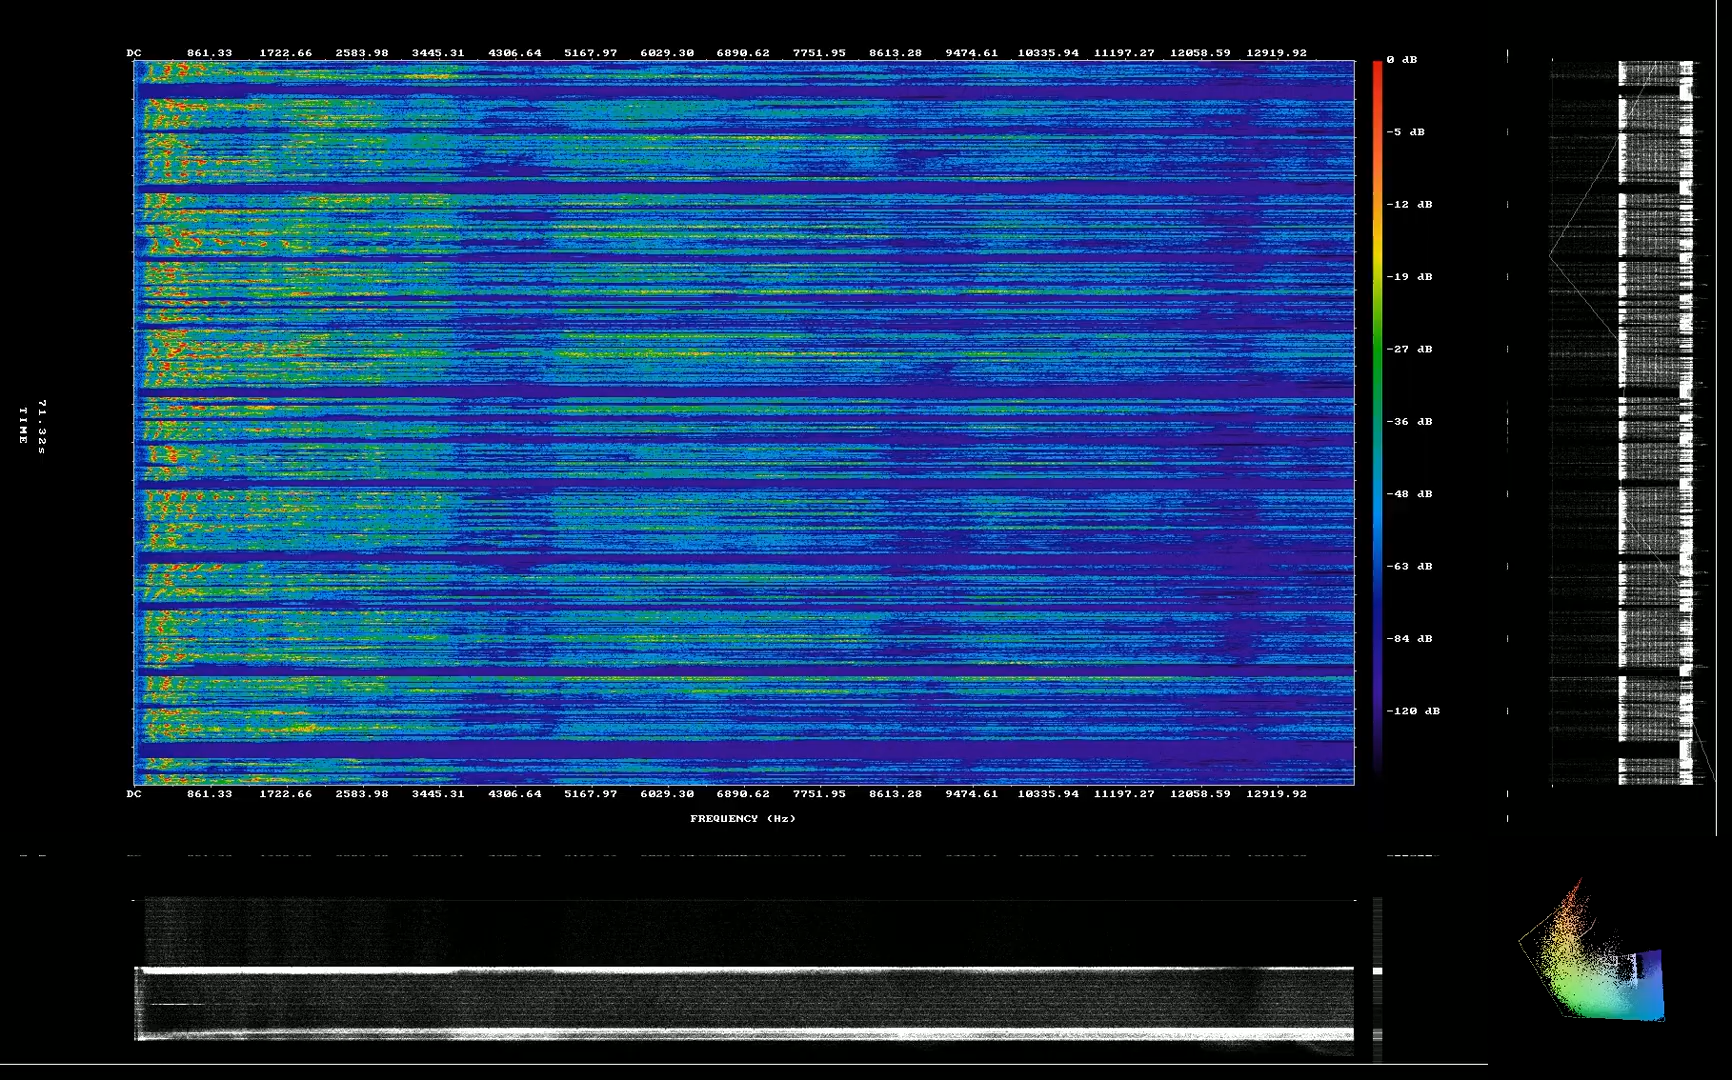 DC 861.33 1722.66 2583.98 3445.31 4306.64 5167.97 6029.30 6890.62 7751.95 8613.28 9474.61 10335.94 11197.27 12058.59 12919.92
0 dB
-5 dB
-12 dB
-19 dB
-27 dB
-36 dB
-48 dB
-63 dB
-84 dB
-120 dB
TIME
71.32s
DC 861.33 1722.66 2583.98 3445.31 4306.64 5167.97 6029.30 6890.62 7751.95 8613.28 9474.61 10335.94 11197.27 12058.59 12919.92
FREQUENCY (Hz)